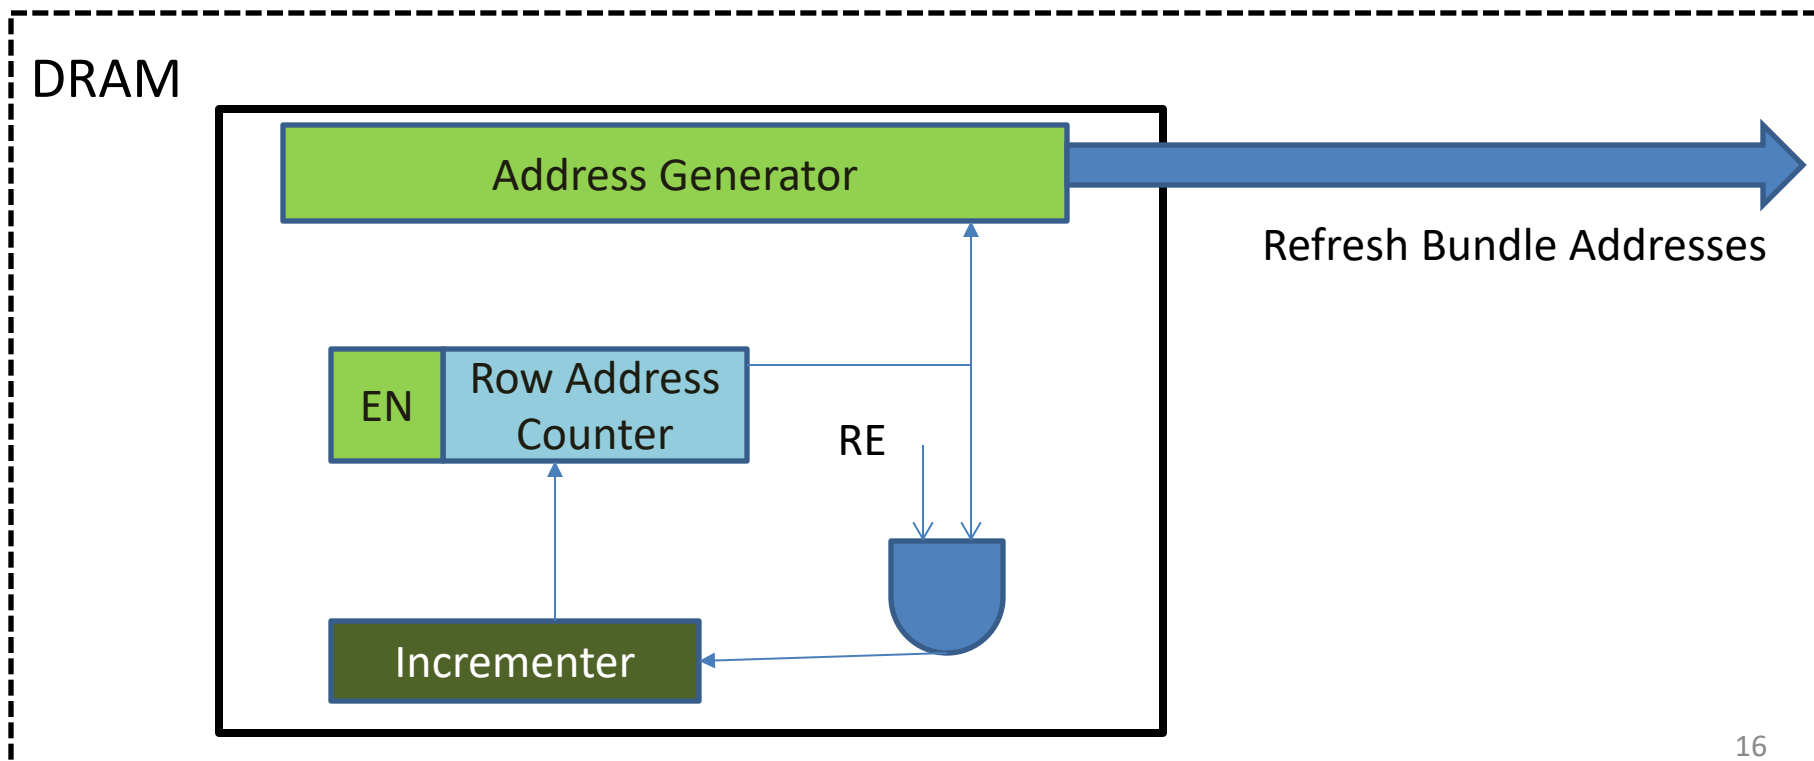 DRAM
Address Generator
Refresh Bundle Addresses
EN
Row Address
Counter
RE
Incrementer
16